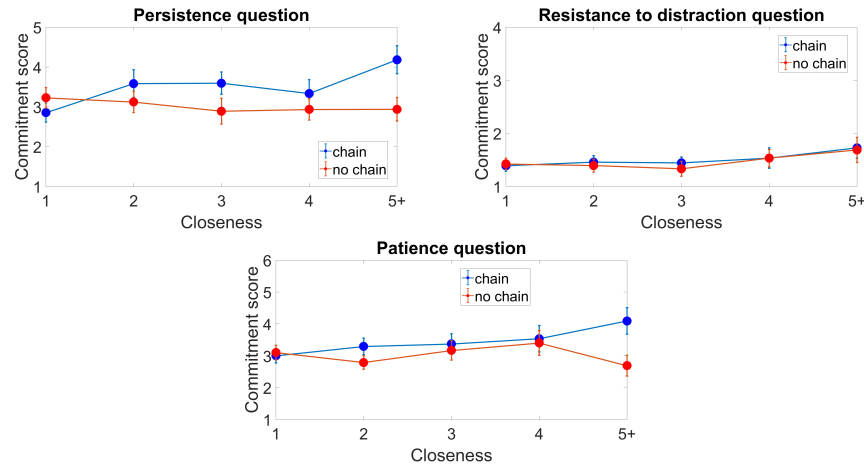 Persistence question
5
4
3
2
1
Commitment score
chain
no chain
1 2 3 4 5+
Closeness
Resistance to distraction question
4
3
2
1
Commitment score
chain
no chain
1 2 3 4 5+
Closeness
Patience question
6
5
4
3
2
1
Commitment score
chain
no chain
1 2 3 4 5+
Closeness